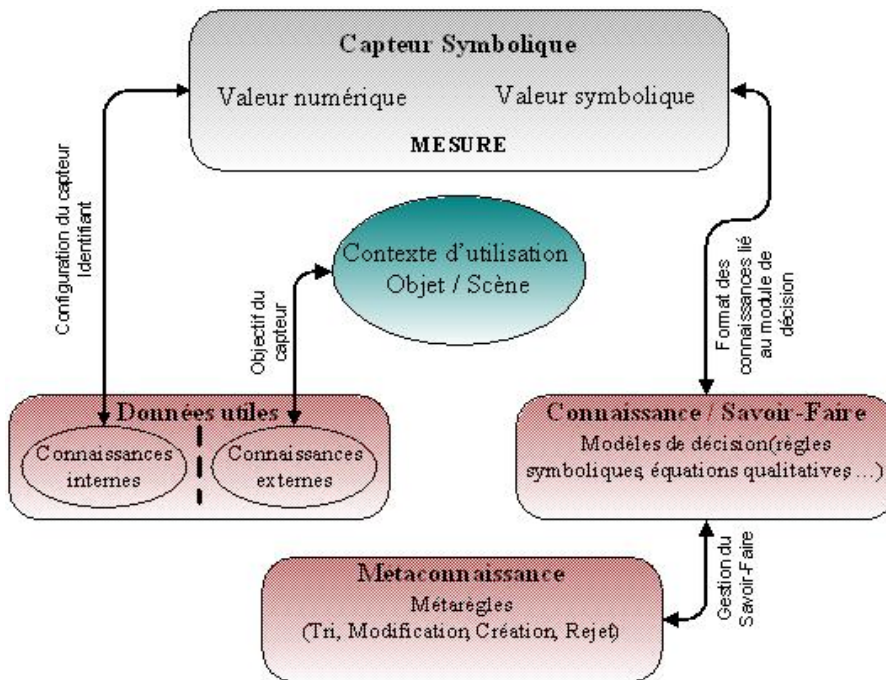 Capteur Symbolique
Valeur numérique
Valeur symbolique
MESURE
Configuration du capteur
Identifiant
Contexte d'utilisation
Objet / Scène
Objectif du
capteur
Format des
connaissances lié
au module de
décision
Données utiles
Connaissances
internes
Connaissances
externes
Connaissance / Savoir-Faire
Modèles de décision(règles
symboliques, équations qualitatives, ...)
Gestion du
Savoir-Faire
Métaconnaissance
Métarègles
(Tri, Modification, Création, Rejet)